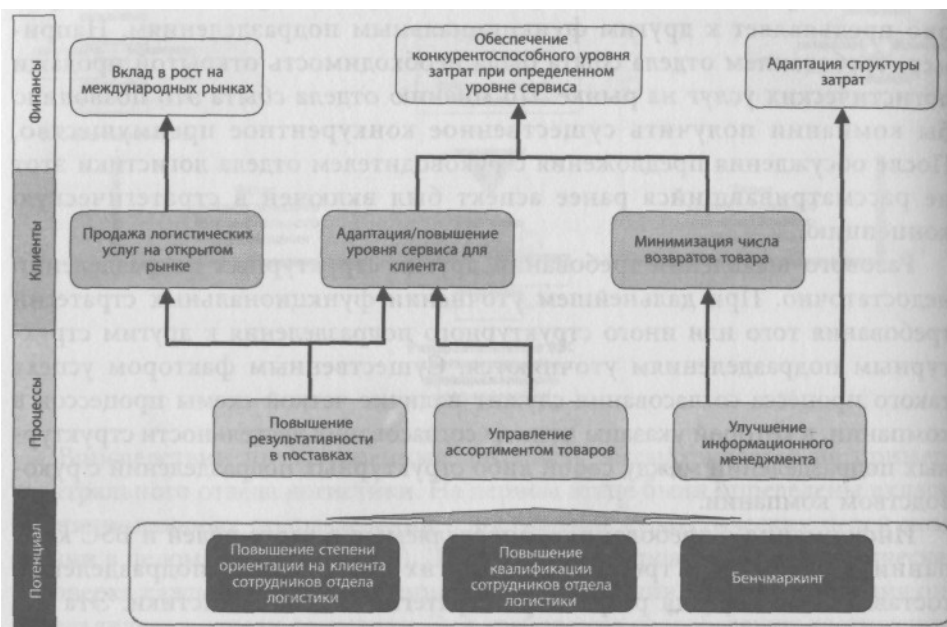 Финансы
Вклад в рост на
международных рынках
Обеспечение
конкурентоспособного уровня
затрат при определенном
уровне сервиса
Адаптация структуры
затрат
Клиенты
Продажа логистических
услуг на открытом
рынке
Адаптация/повышение
уровня сервиса для
клиента
Минимизация числа
возвратов товара
Процессы
Повышение
результативности
в поставках
Управление
ассортиментом товаров
Улучшение
информационного
менеджмента
Потенциал
Повышение степени
ориентации на клиента
сотрудников отдела
логистики
Повышение
квалификации
сотрудников отдела
логистики
Бенчмаркинг